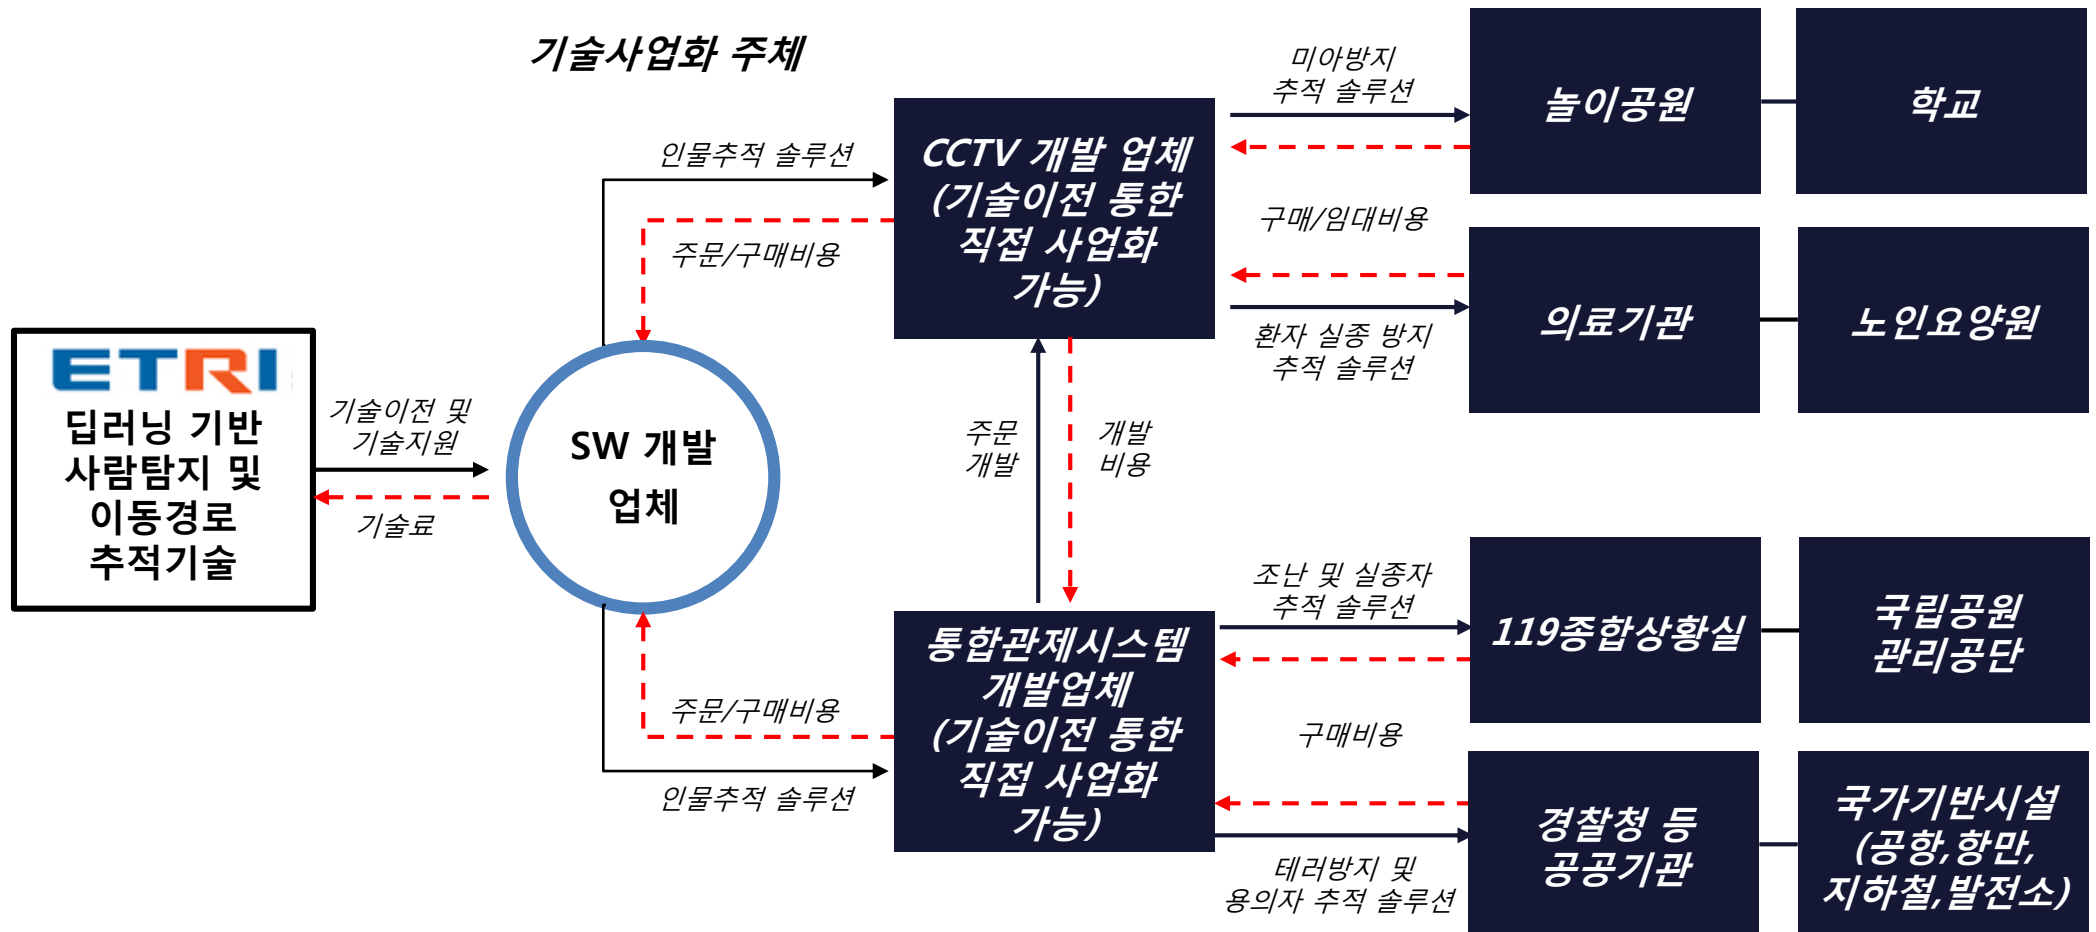 기술사업화 주체
ETRI
딥러닝 기반
사람탐지 및
이동경로
추적기술
기술이전 및
기술지원
기술료
SW 개발
업체
인물추적 솔루션
주문/구매비용
주문/구매비용
인물추적 솔루션
CCTV 개발 업체
(기술이전 통한
직접 사업화
가능)
주문
개발
개발
비용
통합관제시스템
개발업체
(기술이전 통한
직접 사업화
가능)
미아방지
추적 솔루션
구매/임대비용
환자 실종 방지
추적 솔루션
조난 및 실종자
추적 솔루션
구매비용
테러방지 및
용의자 추적 솔루션
놀이공원
학교
의료기관
노인요양원
119종합상황실
국립공원
관리공단
경찰청 등
공공기관
국가기반시설
(공항,항만,
지하철,발전소)